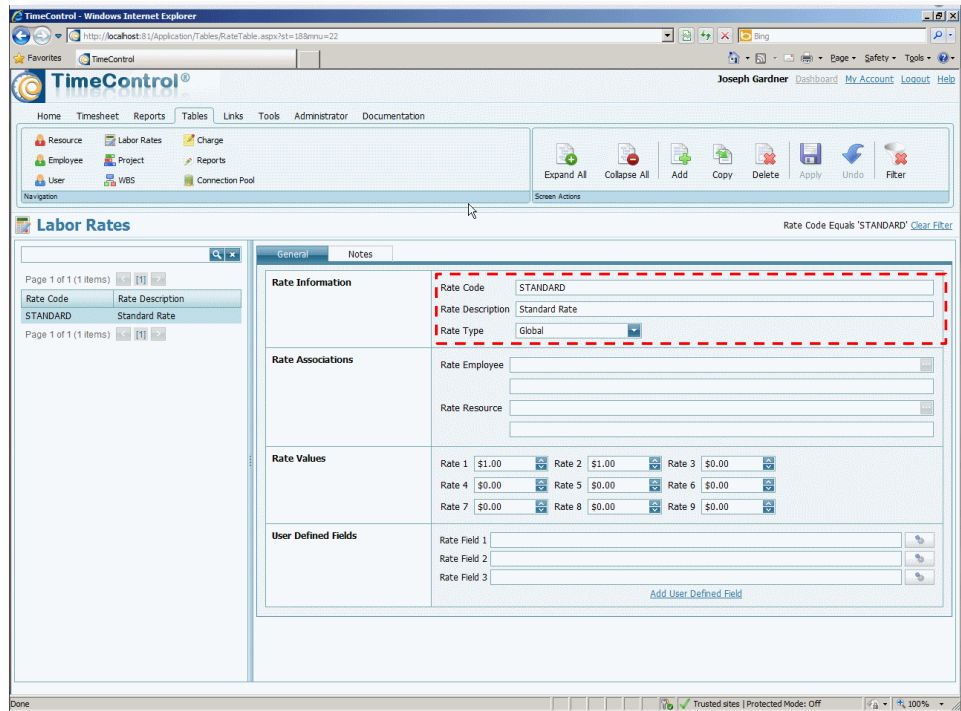 TimeControl - Windows Internet Explorer
http://localhost:81/Application/Tables/RateTable.aspx?st=18&mnu=22
Bing
Favorites TimeControl Page Safety Tools
TimeControl® Joseph Gardner Dashboard My Account Logout Help
Home Timesheet Reports Tables Links Tools Administrator Documentation
Resource Labor Rates Charge
Employee Project Reports
User WBS Connection Pool
Expand All Collapse All Add Copy Delete Apply Undo Filter
Navigation Screen Actions
Labor Rates Rate Code Equals 'STANDARD' Clear Filter
General Notes
Page 1 of 1 (1 items) < [1] >
Rate Code Rate Description
STANDARD Standard Rate
Page 1 of 1 (1 items) < [1] >
Rate Information
Rate Code STANDARD
Rate Description Standard Rate
Rate Type Global
Rate Associations
Rate Employee
Rate Resource
Rate Values
Rate 1 $1.00 Rate 2 $1.00 Rate 3 $0.00
Rate 4 $0.00 Rate 5 $0.00 Rate 6 $0.00
Rate 7 $0.00 Rate 8 $0.00 Rate 9 $0.00
User Defined Fields
Rate Field 1
Rate Field 2
Rate Field 3
Add User Defined Field
Done Trusted sites | Protected Mode: Off 100%